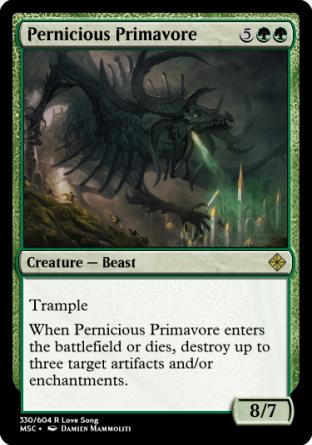 Pernicious Primavore 5
Creature — Beast
Trample
When Pernicious Primavore enters
the battlefield or dies, destroy up to
three target artifacts and/or
enchantments.
8/7
330/604 R Love Song
MSC • Damien Mammoliti